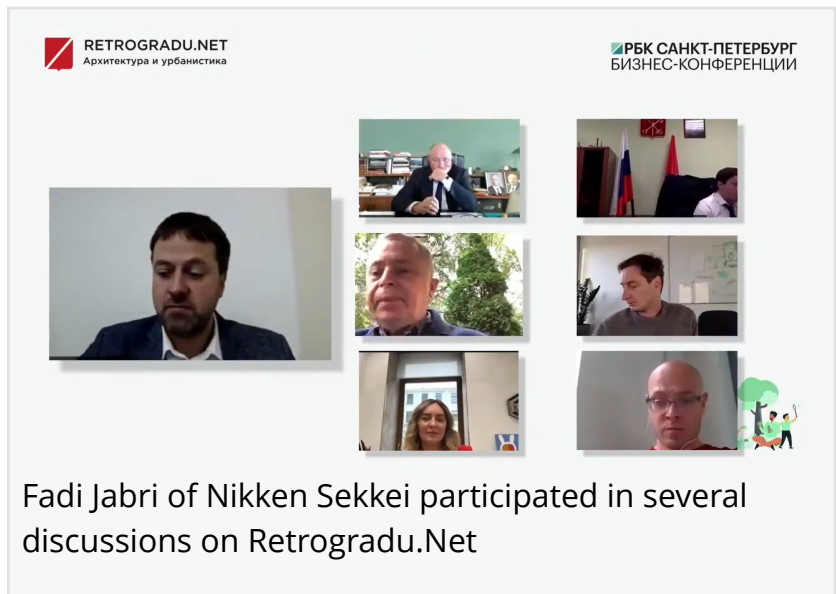 RETROGRADU.NET
Архитектура и урбанистика
РБК САНКТ-ПЕТЕРБУРГ
БИЗНЕС-КОНФЕРЕНЦИИ
Fadi Jabri of Nikken Sekkei participated in several
discussions on Retrogradu.Net